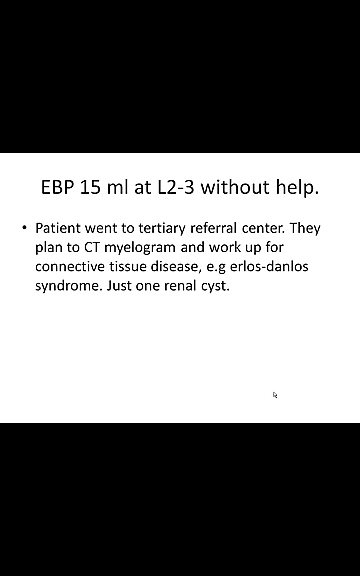 EBP 15 ml at L2-3 without help.
• Patient went to tertiary referral center. They
plan to CT myelogram and work up for
connective tissue disease, e.g erlos-danlos
syndrome. Just one renal cyst.